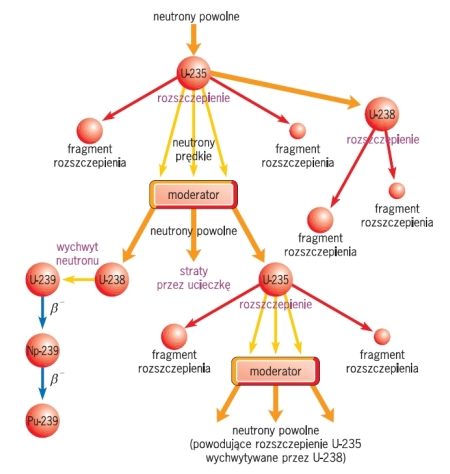 neutrony powolne
U-235
rozszczepienie
U-238
rozszczepienie
fragment
rozszczepienia
neutrony
prędkie
fragment
rozszczepienia
fragment
rozszczepienia
fragment
rozszczepienia
moderator
neutrony powolne
wychwyt
neutronu
U-239
U-238
straty
przez ucieczkę
U-235
rozszczepienie
β⁻
Np-239
fragment
rozszczepienia
fragment
rozszczepienia
moderator
β⁻
Pu-239
neutrony powolne
(powodujące rozszczepienie U-235
wychwytywane przez U-238)